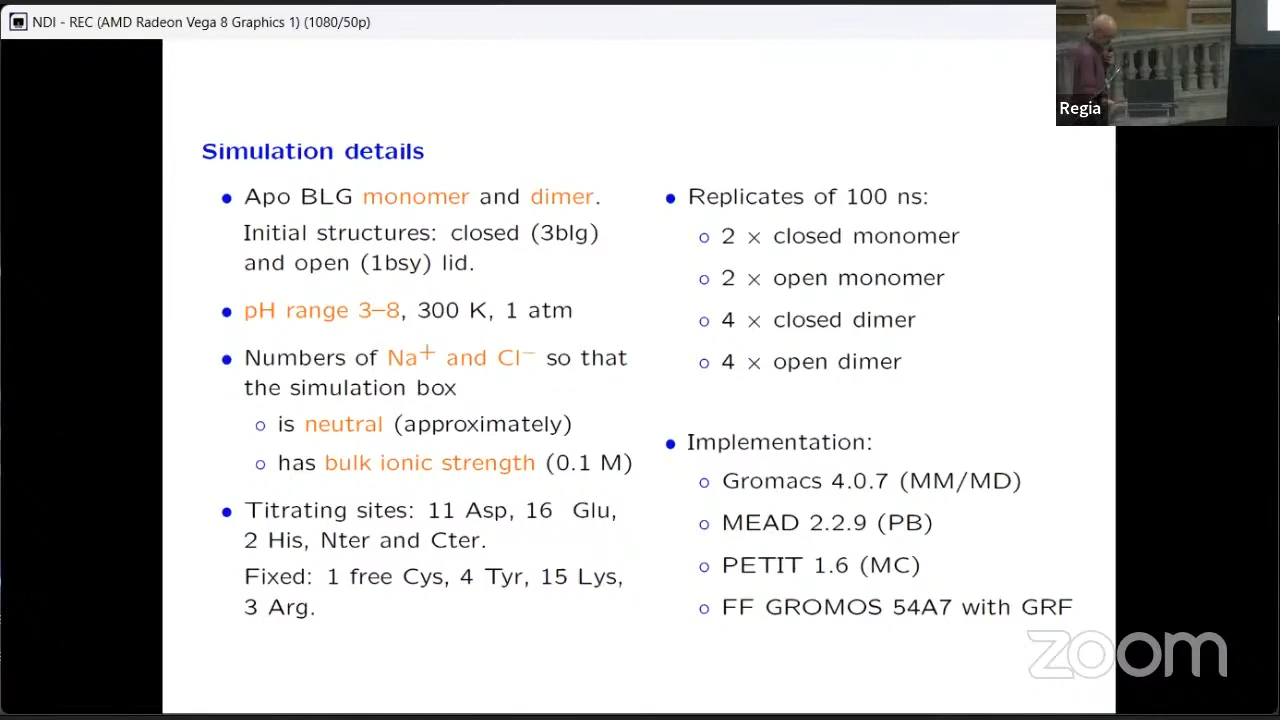 NDI - REC (AMD Radeon Vega 8 Graphics 1) (1080/50p)
Regia
Simulation details
• Apo BLG monomer and dimer.
Initial structures: closed (3blg)
and open (1bsy) lid.
• pH range 3–8, 300 K, 1 atm
• Numbers of Na⁺ and Cl⁻ so that
the simulation box
○ is neutral (approximately)
○ has bulk ionic strength (0.1 M)
• Titrating sites: 11 Asp, 16 Glu,
2 His, Nter and Cter.
Fixed: 1 free Cys, 4 Tyr, 15 Lys,
3 Arg.
• Replicates of 100 ns:
○ 2 × closed monomer
○ 2 × open monomer
○ 4 × closed dimer
○ 4 × open dimer
• Implementation:
○ Gromacs 4.0.7 (MM/MD)
○ MEAD 2.2.9 (PB)
○ PETIT 1.6 (MC)
○ FF GROMOS 54A7 with GRF
zoom